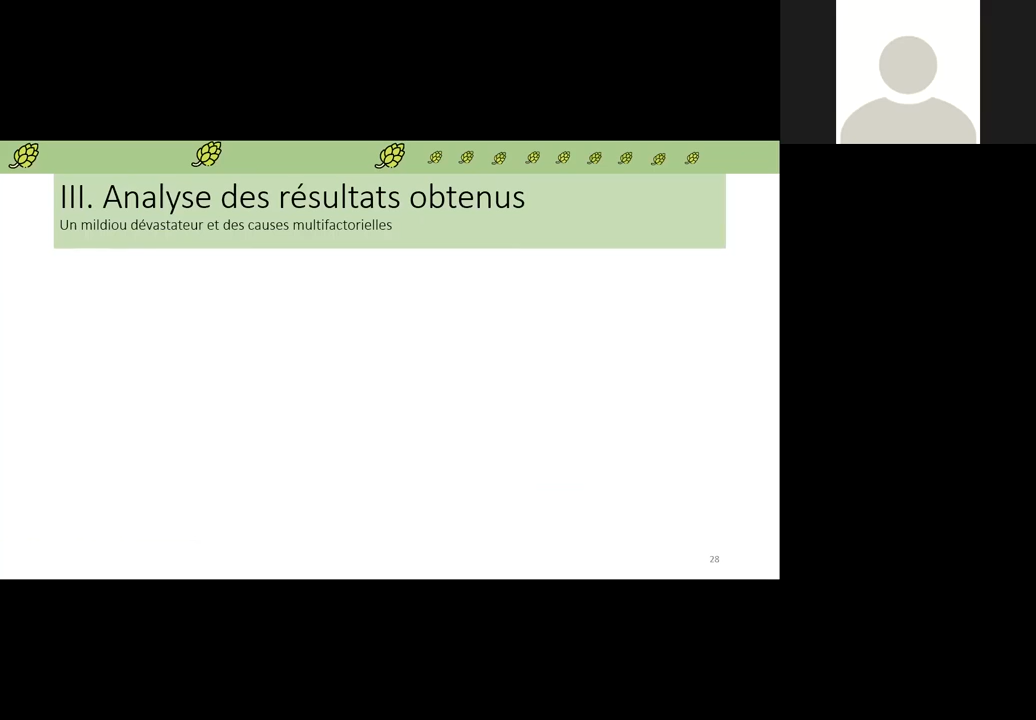 III. Analyse des résultats obtenus
Un mildiou dévastateur et des causes multifactorielles
28